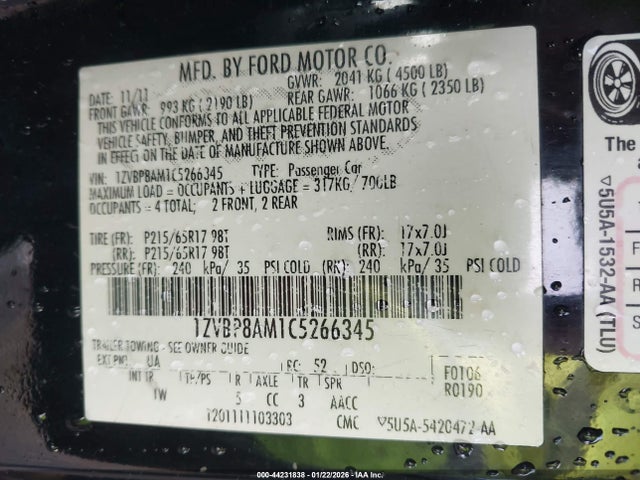 MFD. BY FORD MOTOR CO.
DATE: 11/11 GVWR: 2041 KG ( 4500 LB)
FRONT GAWR: 993 KG ( 2190 LB) REAR GAWR: 1066 KG ( 2350 LB)
THIS VEHICLE CONFORMS TO ALL APPLICABLE FEDERAL MOTOR
VEHICLE SAFETY, BUMPER, AND THEFT PREVENTION STANDARDS
IN EFFECT ON THE DATE OF MANUFACTURE SHOWN ABOVE.
VIN: 1ZVBP8AM1C5266345 TYPE: Passenger Car
MAXIMUM LOAD = OCCUPANTS + LUGGAGE = 317KG/ 700LB
OCCUPANTS: = 4 TOTAL; 2 FRONT, 2 REAR
TIRE (FR): P215/65R17 98T RIMS (FR): 17x7.0J
(RR): P215/65R17 98T (RR): 17x7.0J
PRESSURE (FR): 240 kPa/ 35 PSI COLD (RR): 240 kPa/ 35 PSI COLD
1ZVBP8AM1C5266345
TRAILER TOWING - SEE OWNER GUIDE
EXT PNT: UA RC: 52 DSO: F0106
INT TR TP/PS R AXLE TR SPR R0190
TW 5 CC 3 AACC
1201111103303 CMC 5U5A-5420472-AA
The
5U5A-1532-AA (TLU)
F
R
S
000-44231838 - 01/22/2026 - IAA Inc.